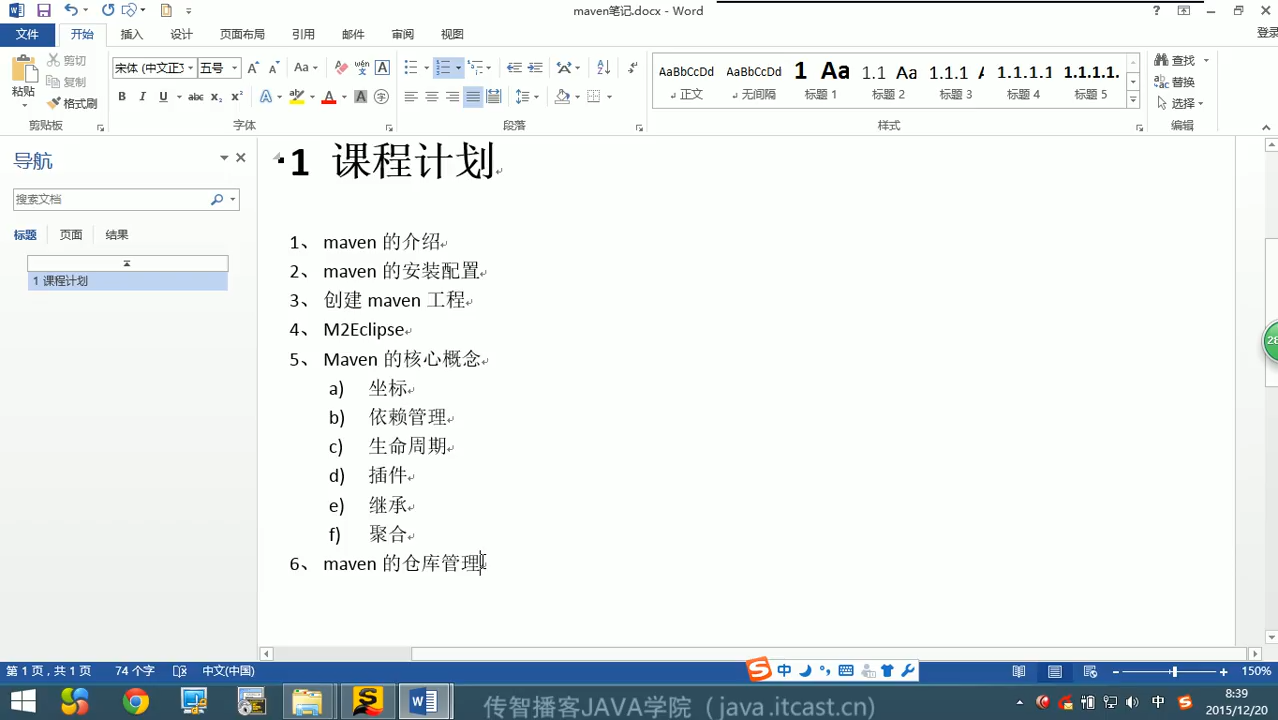 maven笔记.docx - Word
文件 开始 插入 设计 页面布局 引用 邮件 审阅 视图 登录
粘贴 剪切 复制 格式刷
宋体 (中文正 五号
AaBbCcDd 正文
AaBbCcDd 无间隔
1 Aa 标题 1
1.1 Aa 标题 2
1.1.1 A 标题 3
1.1.1.1 标题 4
1.1.1.1. 标题 5
查找
替换
选择
剪贴板 字体 段落 样式 编辑
导航
搜索文档
标题 页面 结果
1 课程计划
1 课程计划
1、 maven 的介绍
2、 maven 的安装配置
3、 创建 maven 工程
4、 M2Eclipse
5、 Maven 的核心概念
a) 坐标
b) 依赖管理
c) 生命周期
d) 插件
e) 继承
f) 聚合
6、 maven 的仓库管理
28
第 1 页，共 1 页 74 个字 中文(中国) 中 150%
传智播客JAVA学院（java.itcast.cn）
中 8:39
2015/12/20